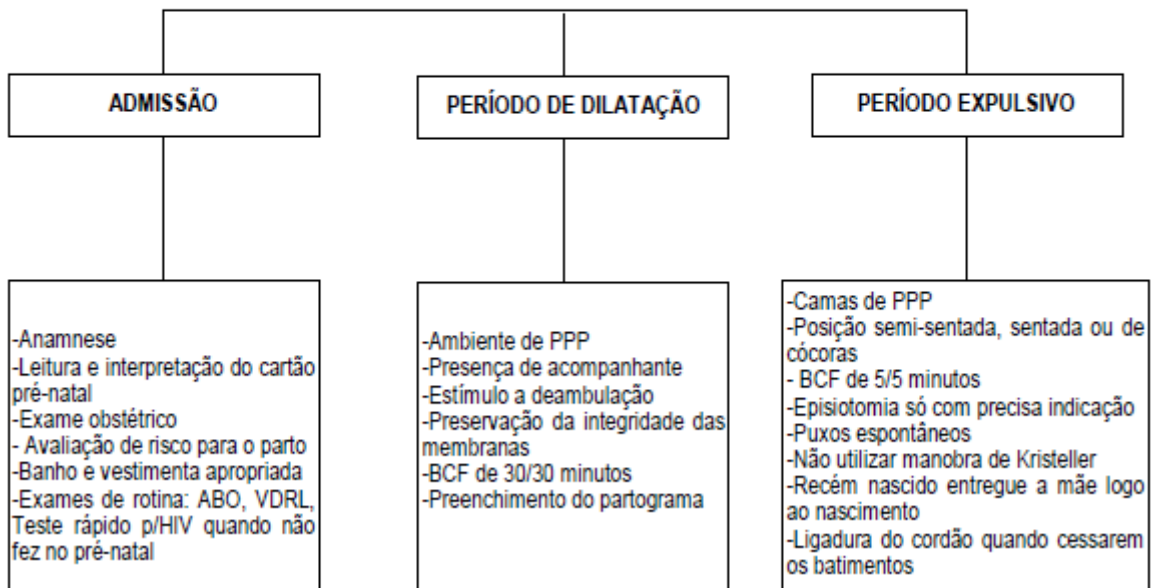 ADMISSÃO
PERÍODO DE DILATAÇÃO
PERÍODO EXPULSIVO
-Anamnese
-Leitura e interpretação do cartão
pré-natal
-Exame obstétrico
- Avaliação de risco para o parto
-Banho e vestimenta apropriada
-Exames de rotina: ABO, VDRL,
Teste rápido p/HIV quando não
fez no pré-natal
-Ambiente de PPP
-Presença de acompanhante
-Estímulo a deambulação
-Preservação da integridade das
membranas
-BCF de 30/30 minutos
-Preenchimento do partograma
-Camas de PPP
-Posição semi-sentada, sentada ou de
cócoras
- BCF de 5/5 minutos
-Episiotomia só com precisa indicação
-Puxos espontâneos
-Não utilizar manobra de Kristeller
-Recém nascido entregue a mãe logo
ao nascimento
-Ligadura do cordão quando cessarem
os batimentos